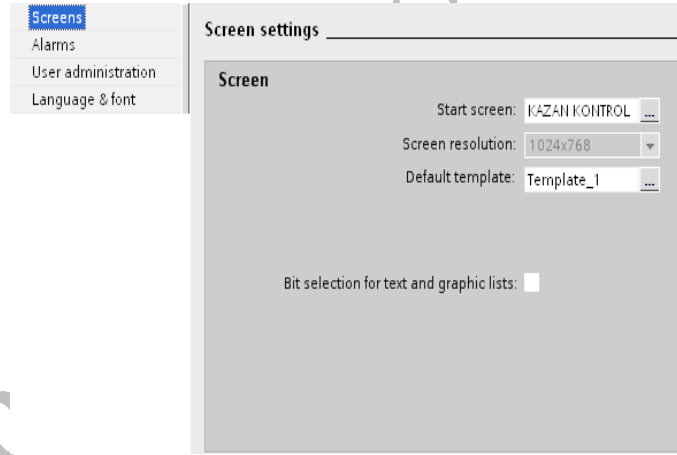 Screens
Alarms
User administration
Language & font
Screen settings
Screen
Start screen: KAZAN KONTROL ...
Screen resolution: 1024x768
Default template: Template_1 ...
Bit selection for text and graphic lists: